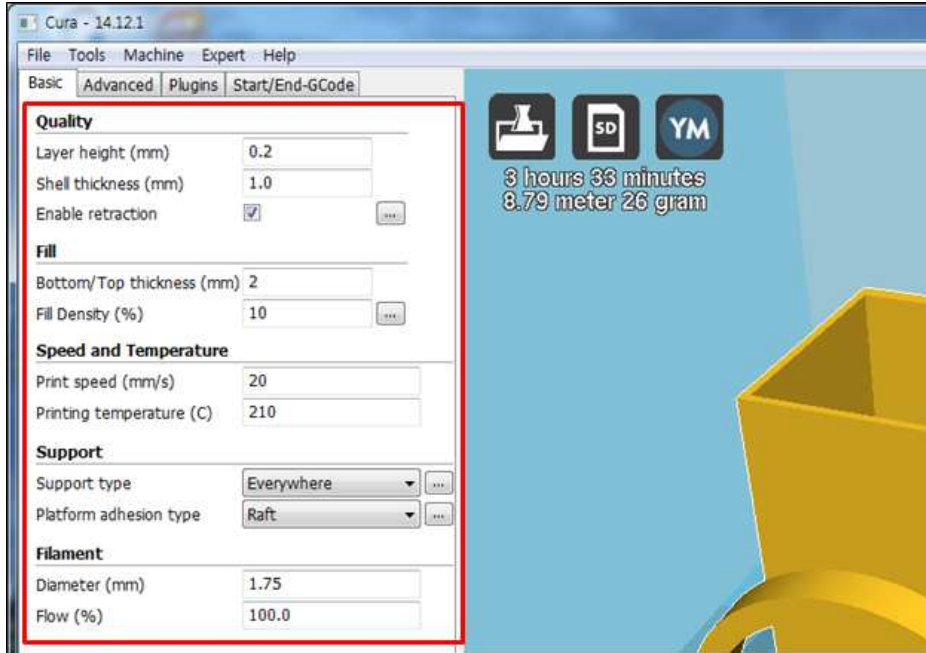 Cura - 14.12.1
File Tools Machine Expert Help
Basic Advanced Plugins Start/End-GCode
Quality
Layer height (mm) 0.2
Shell thickness (mm) 1.0
Enable retraction ...
Fill
Bottom/Top thickness (mm) 2
Fill Density (%) 10 ...
Speed and Temperature
Print speed (mm/s) 20
Printing temperature (C) 210
Support
Support type Everywhere ...
Platform adhesion type Raft ...
Filament
Diameter (mm) 1.75
Flow (%) 100.0
SD YM
3 hours 33 minutes
8.79 meter 26 gram